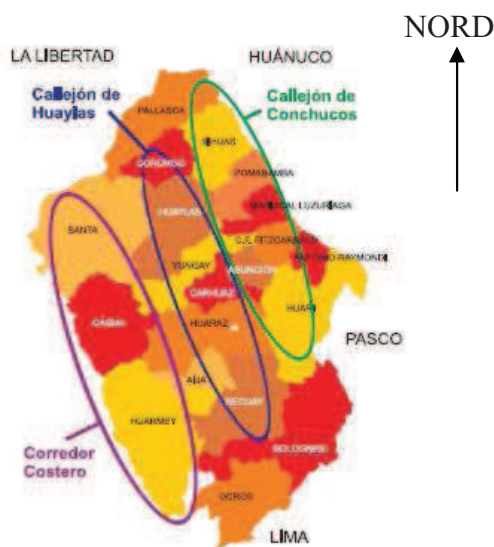 NORD
LA LIBERTAD
HUÁNUCO
Callejón de
Huaylas
Callejón de
Conchucos
PALLASCA
SIHUAS
CORONGO
POMABAMBA
HUAYLAS
MARISCAL LUZURIAGA
SANTA
C.F. FITZCARRALD
YUNGAY
ASUNCIÓN
ANTONIO RAYMONDI
CARHUAZ
HUARI
CASMA
HUARAZ
PASCO
AIJA
RECUAY
HUARMEY
Corredor
Costero
BOLOGNESI
OCROS
LIMA